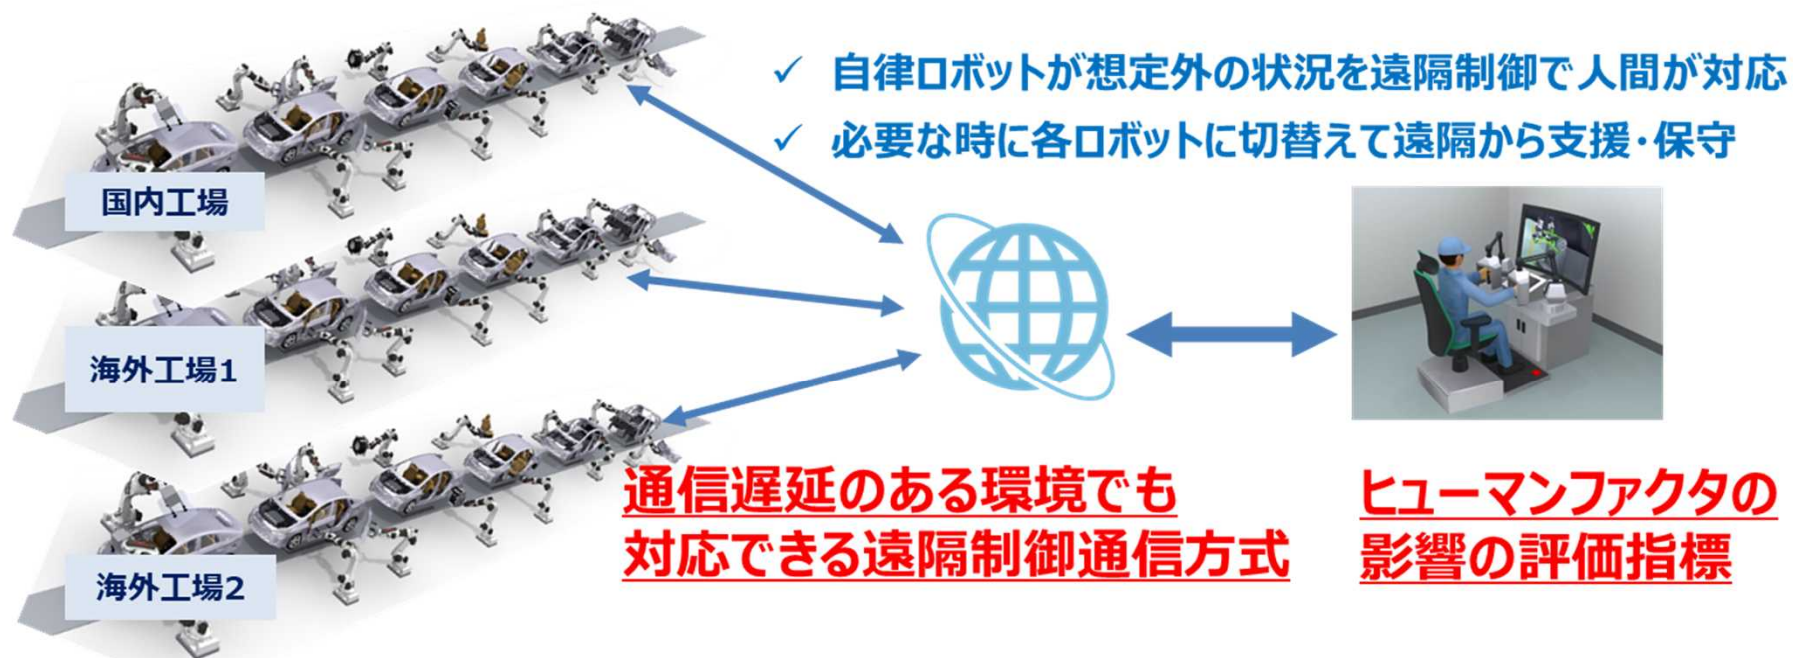 ✓ 自律ロボットが想定外の状況を遠隔制御で人間が対応
✓ 必要な時に各ロボットに切替えて遠隔から支援・保守
国内工場
海外工場1
海外工場2
通信遅延のある環境でも
対応できる遠隔制御通信方式
ヒューマンファクタの
影響の評価指標